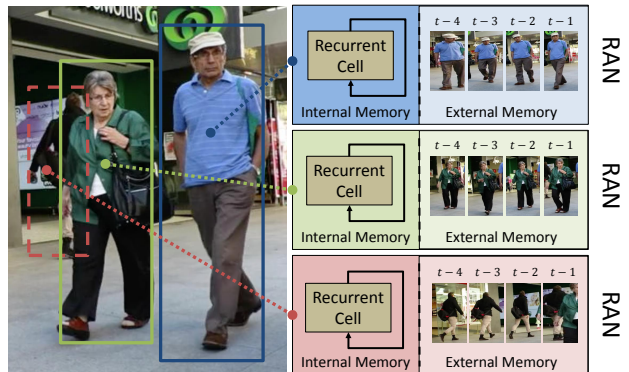 Recurrent
Cell
Internal Memory
t − 4
t − 3
t − 2
t − 1
External Memory
RAN
Recurrent
Cell
Internal Memory
t − 4
t − 3
t − 2
t − 1
External Memory
RAN
Recurrent
Cell
Internal Memory
t − 4
t − 3
t − 2
t − 1
External Memory
RAN